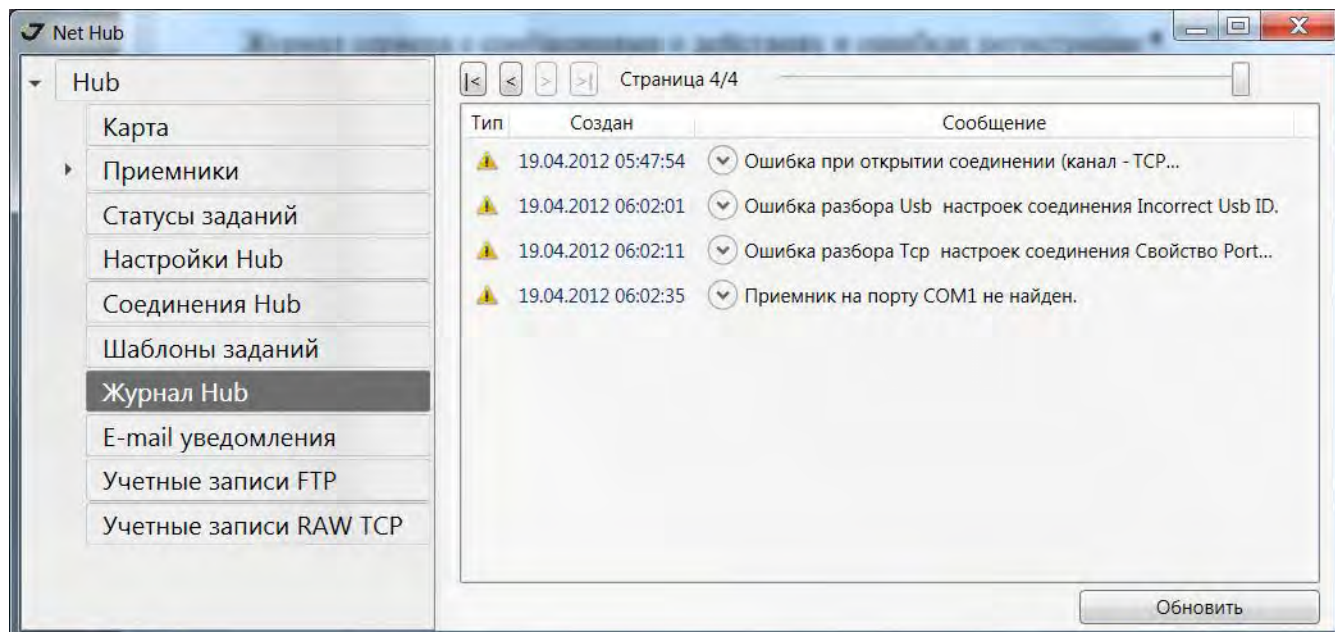 Net Hub
Hub
Карта
Приемники
Статусы заданий
Настройки Hub
Соединения Hub
Шаблоны заданий
Журнал Hub
E-mail уведомления
Учетные записи FTP
Учетные записи RAW TCP
|< < > >| Страница 4/4
Тип Создан Сообщение
19.04.2012 05:47:54 Ошибка при открытии соединении (канал - TCP...
19.04.2012 06:02:01 Ошибка разбора Usb настроек соединения Incorrect Usb ID.
19.04.2012 06:02:11 Ошибка разбора Tcp настроек соединения Свойство Port...
19.04.2012 06:02:35 Приемник на порту COM1 не найден.
Обновить